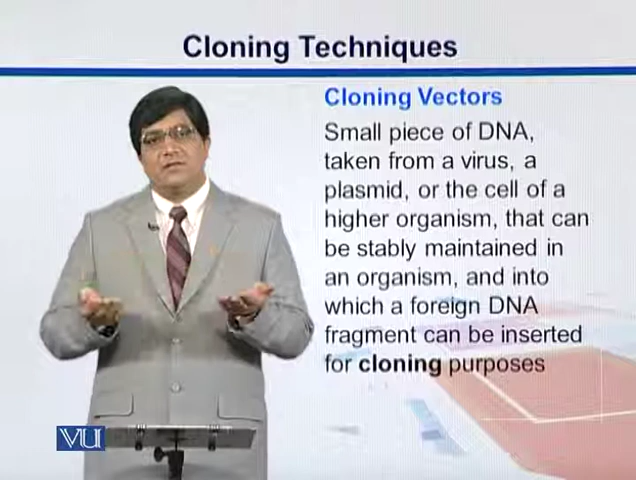 Cloning Techniques
Cloning Vectors
Small piece of DNA,
taken from a virus, a
plasmid, or the cell of a
higher organism, that can
be stably maintained in
an organism, and into
which a foreign DNA
fragment can be inserted
for cloning purposes
VU